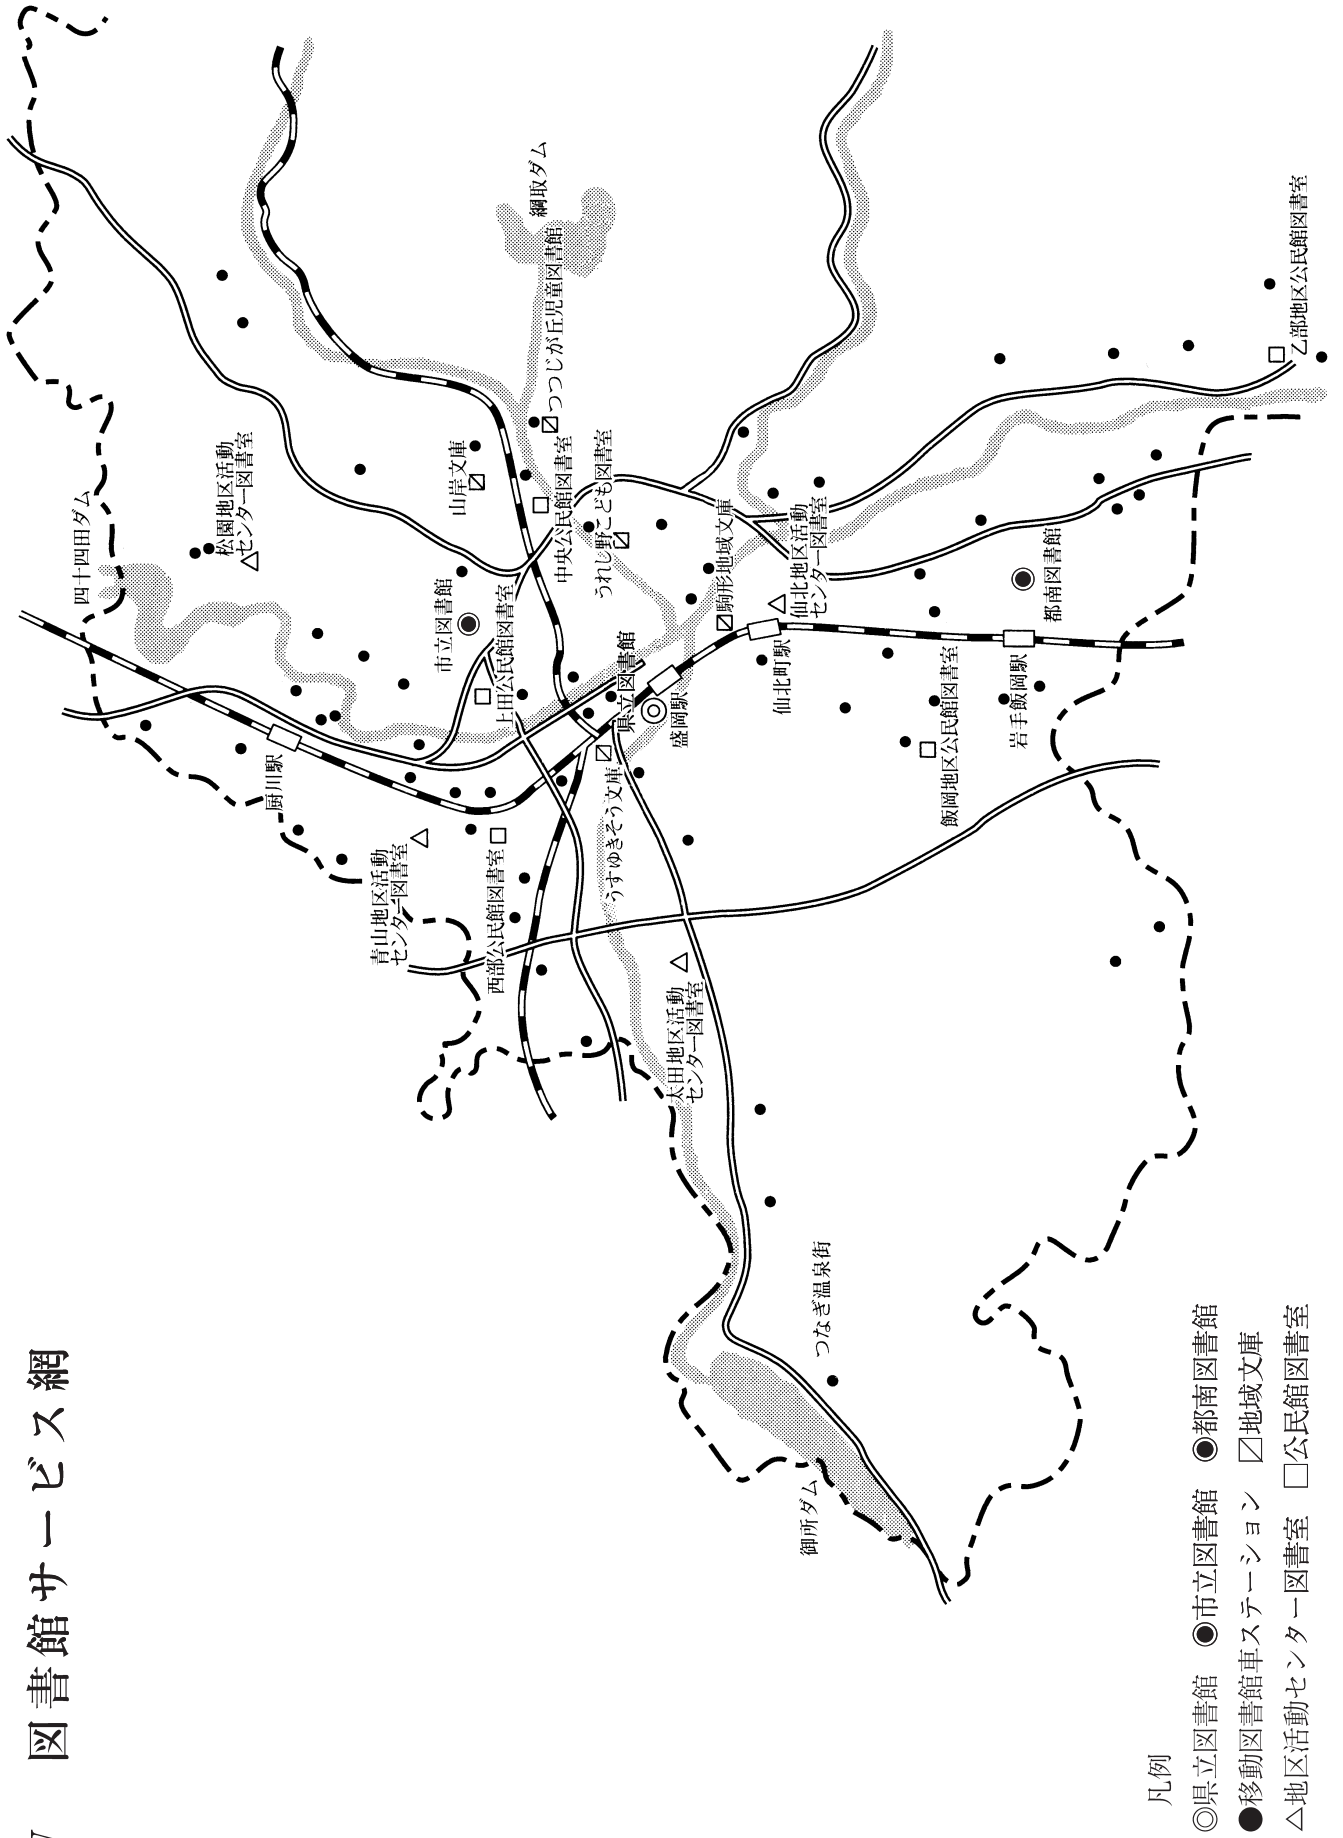 図書館サービス網
四十四田ダム
松園地区活動
センター図書室
綱取ダム
つつじが丘児童図書館
山岸文庫
中央公民館図書室
うれし野こども図書室
市立図書館
上田公民館図書室
厨川駅
青山地区活動
センター図書室
西部公民館図書室
うすゆきそう文庫
県立図書館
盛岡駅
駒形地域文庫
仙北町駅
仙北地区活動
センター図書室
太田地区活動
センター図書室
都南図書館
岩手飯岡駅
飯岡地区公民館図書室
乙部地区公民館図書室
つなぎ温泉街
御所ダム
凡例
◎県立図書館 市立図書館 都南図書館
●移動図書館車ステーション 地域文庫
△地区活動センター図書室 □公民館図書室